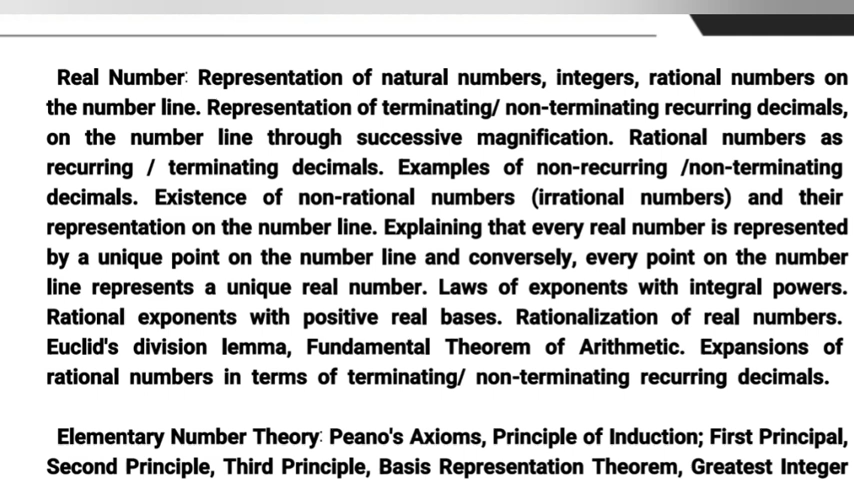 Real Number: Representation of natural numbers, integers, rational numbers on
the number line. Representation of terminating/ non-terminating recurring decimals,
on the number line through successive magnification. Rational numbers as
recurring / terminating decimals. Examples of non-recurring /non-terminating
decimals. Existence of non-rational numbers (irrational numbers) and their
representation on the number line. Explaining that every real number is represented
by a unique point on the number line and conversely, every point on the number
line represents a unique real number. Laws of exponents with integral powers.
Rational exponents with positive real bases. Rationalization of real numbers.
Euclid's division lemma, Fundamental Theorem of Arithmetic. Expansions of
rational numbers in terms of terminating/ non-terminating recurring decimals.
Elementary Number Theory: Peano's Axioms, Principle of Induction; First Principal,
Second Principle, Third Principle, Basis Representation Theorem, Greatest Integer